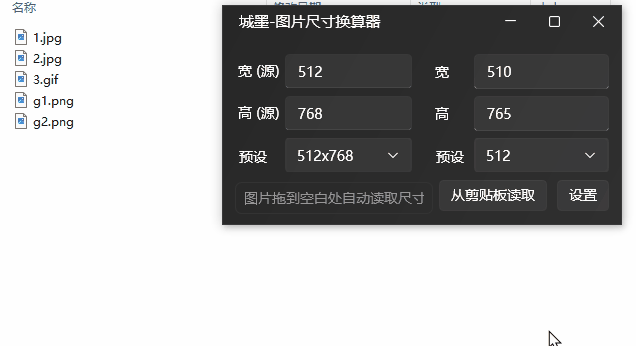 名称
1.jpg
2.jpg
3.gif
g1.png
g2.png
城墨-图片尺寸换算器
宽 (源) 512 宽 510
高 (源) 768 高 765
预设 512x768 预设 512
图片拖到空白处自动读取尺寸 从剪贴板读取 设置